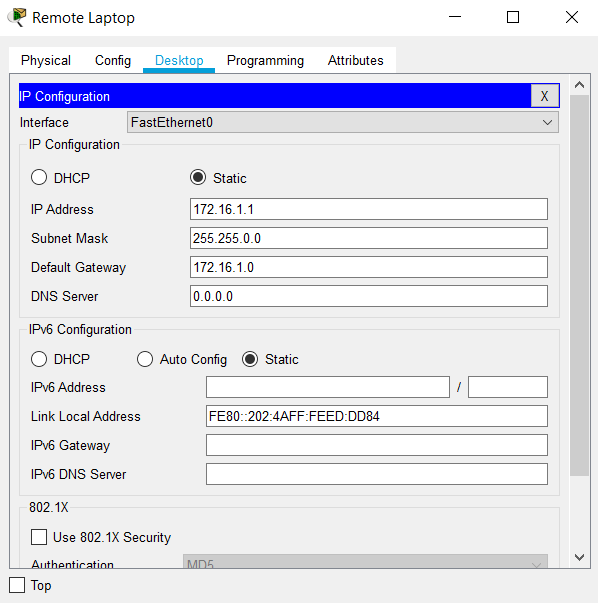 Remote Laptop
Physical Config Desktop Programming Attributes
IP Configuration X
Interface FastEthernet0
IP Configuration
DHCP Static
IP Address 172.16.1.1
Subnet Mask 255.255.0.0
Default Gateway 172.16.1.0
DNS Server 0.0.0.0
IPv6 Configuration
DHCP Auto Config Static
IPv6 Address /
Link Local Address FE80::202:4AFF:FEED:DD84
IPv6 Gateway
IPv6 DNS Server
802.1X
Use 802.1X Security
Authentication MD5
Top